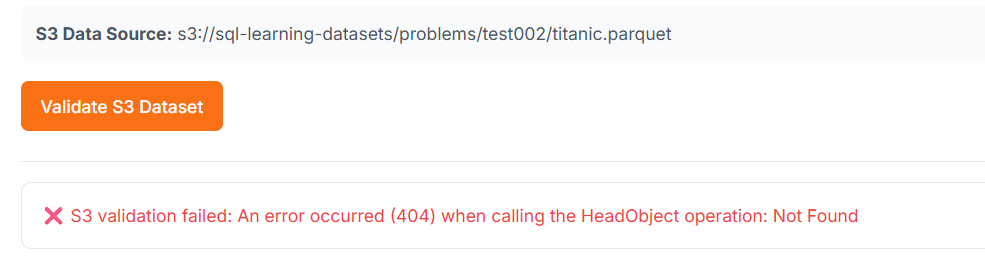 S3 Data Source: s3://sql-learning-datasets/problems/test002/titanic.parquet
Validate S3 Dataset
❌ S3 validation failed: An error occurred (404) when calling the HeadObject operation: Not Found